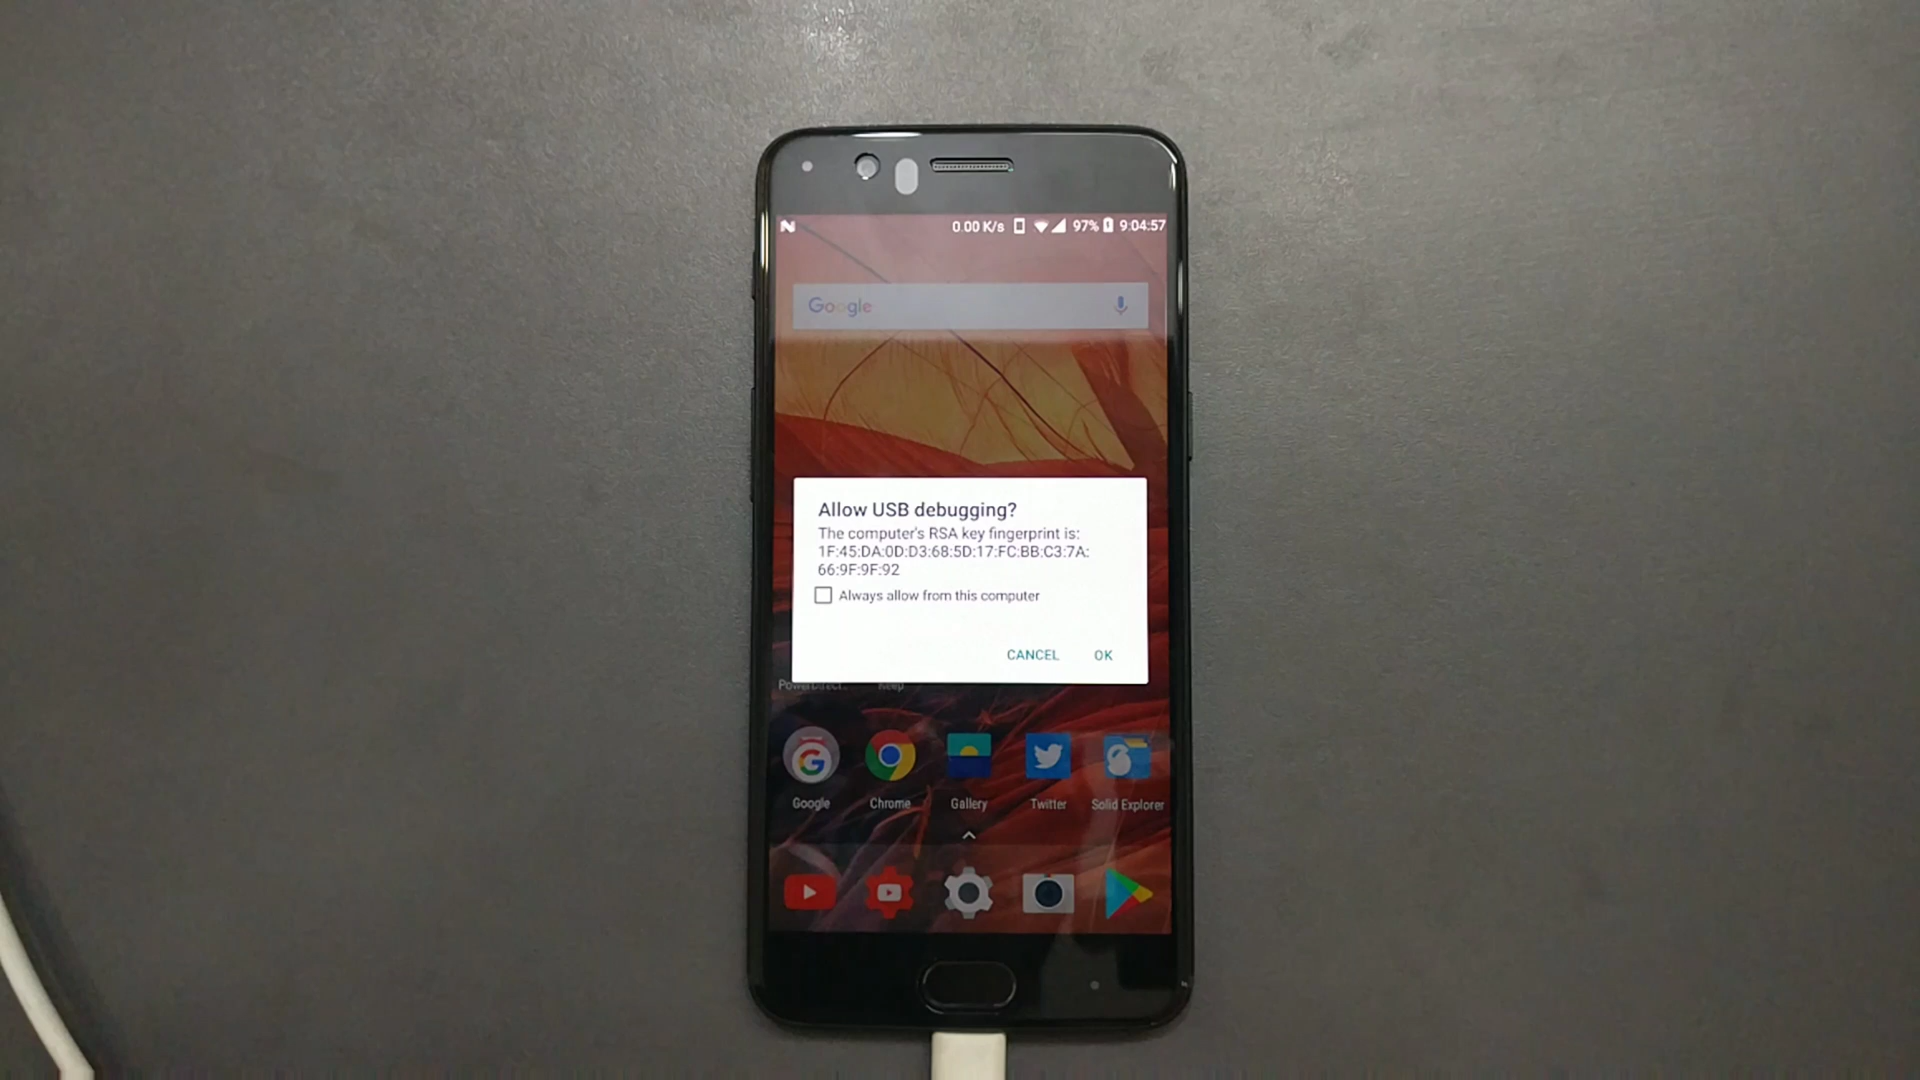 0.00 K/s 97% 9:04:57
Google
Allow USB debugging?
The computer's RSA key fingerprint is:
1F:45:DA:0D:D3:68:5D:17:FC:BB:C3:7A:
66:9F:9F:92
Always allow from this computer
CANCEL OK
PowerDirect.. Keep
Google Chrome Gallery Twitter Solid Explorer